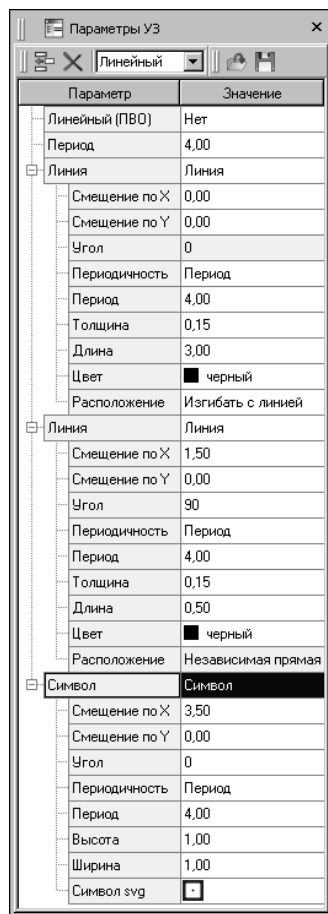 Параметры УЗ
Линейный
Параметр Значение
Линейный (ПВО) Нет
Период 4,00
Линия Линия
Смещение по X 0,00
Смещение по Y 0,00
Угол 0
Периодичность Период
Период 4,00
Толщина 0,15
Длина 3,00
Цвет черный
Расположение Изгибать с линией
Линия Линия
Смещение по X 1,50
Смещение по Y 0,00
Угол 90
Периодичность Период
Период 4,00
Толщина 0,15
Длина 0,50
Цвет черный
Расположение Независимая прямая
Символ Символ
Смещение по X 3,50
Смещение по Y 0,00
Угол 0
Периодичность Период
Период 4,00
Высота 1,00
Ширина 1,00
Символ svg